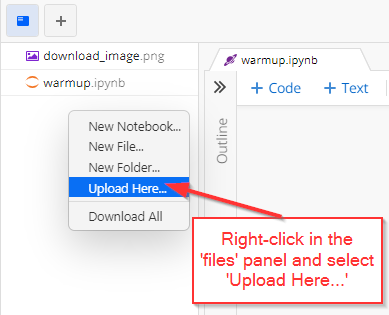 download_image.png
warmup.ipynb
warmup.ipynb
+ Code + Text
Outline
New Notebook...
New File...
New Folder...
Upload Here...
Download All
Right-click in the
'files' panel and select
'Upload Here...'